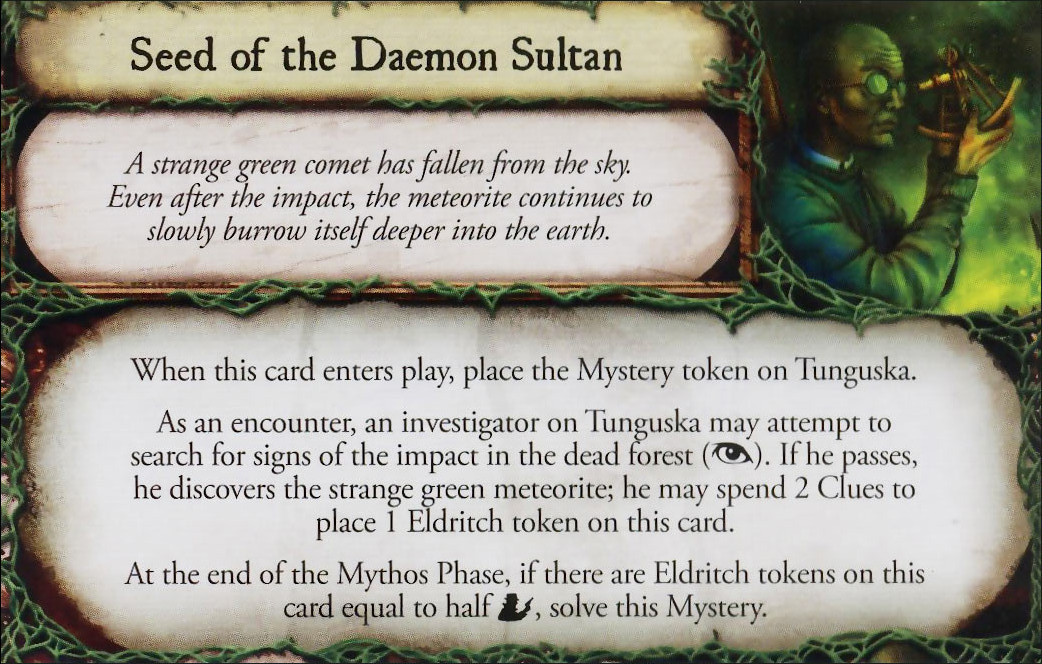 Seed of the Daemon Sultan
A strange green comet has fallen from the sky.
Even after the impact, the meteorite continues to
slowly burrow itself deeper into the earth.
When this card enters play, place the Mystery token on Tunguska.
As an encounter, an investigator on Tunguska may attempt to
search for signs of the impact in the dead forest ( ). If he passes,
he discovers the strange green meteorite; he may spend 2 Clues to
place 1 Eldritch token on this card.
At the end of the Mythos Phase, if there are Eldritch tokens on this
card equal to half , solve this Mystery.